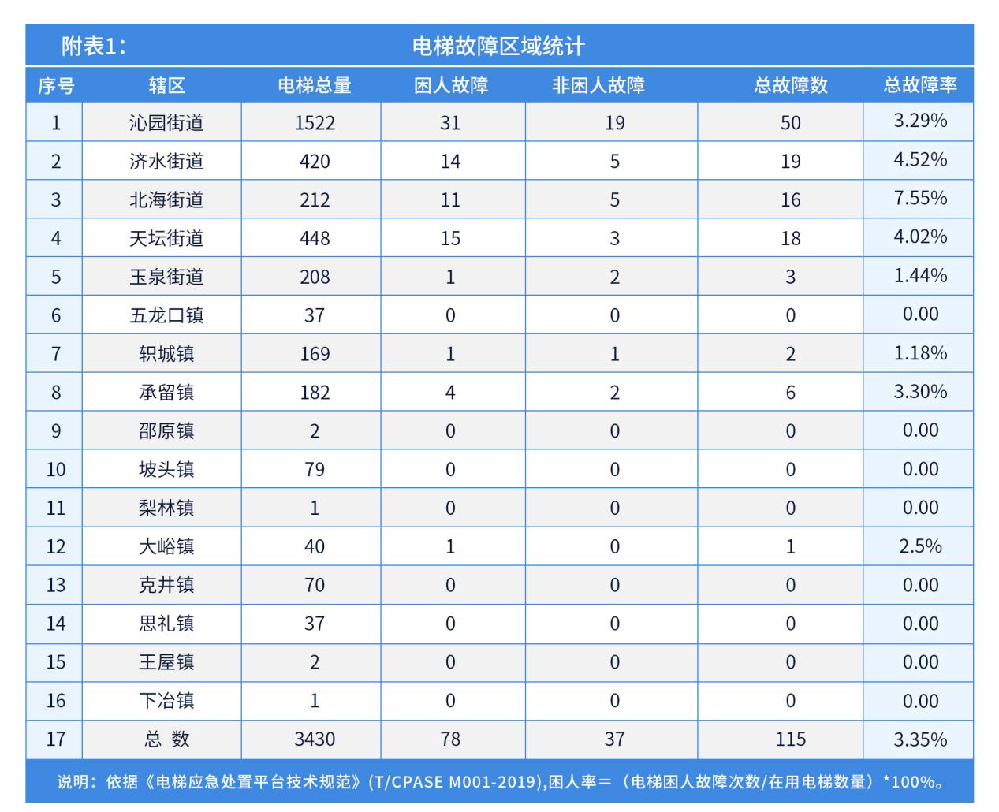 附表1： 电梯故障区域统计
序号 辖区 电梯总量 困人故障 非困人故障 总故障数 总故障率
1 沁园街道 1522 31 19 50 3.29%
2 济水街道 420 14 5 19 4.52%
3 北海街道 212 11 5 16 7.55%
4 天坛街道 448 15 3 18 4.02%
5 玉泉街道 208 1 2 3 1.44%
6 五龙口镇 37 0 0 0 0.00
7 轵城镇 169 1 1 2 1.18%
8 承留镇 182 4 2 6 3.30%
9 邵原镇 2 0 0 0 0.00
10 坡头镇 79 0 0 0 0.00
11 梨林镇 1 0 0 0 0.00
12 大峪镇 40 1 0 1 2.5%
13 克井镇 70 0 0 0 0.00
14 思礼镇 37 0 0 0 0.00
15 王屋镇 2 0 0 0 0.00
16 下冶镇 1 0 0 0 0.00
17 总 数 3430 78 37 115 3.35%
说明：依据《电梯应急处置平台技术规范》(T/CPASE M001-2019),困人率＝（电梯困人故障次数/在用电梯数量）*100%。